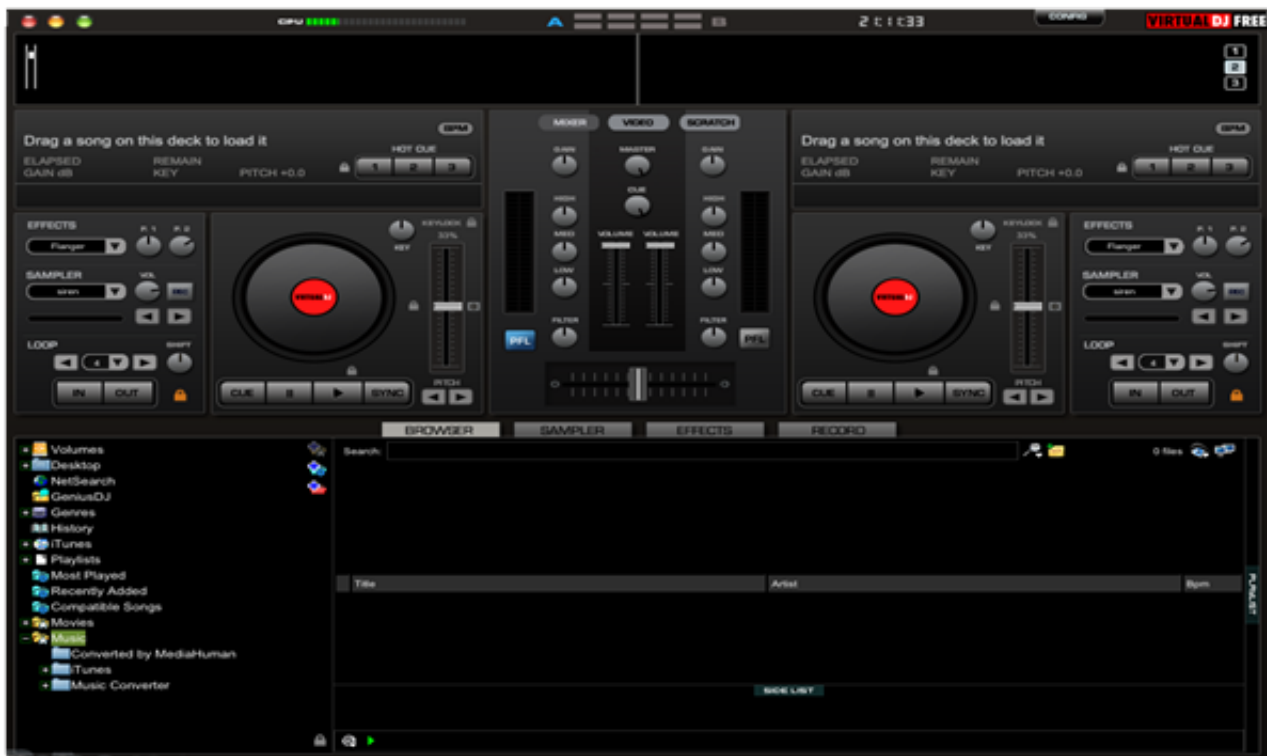 CPU A B 21:11:33 CONFIG VIRTUAL DJ FREE
1
2
3
MIXER VIDEO SCRATCH
Drag a song on this deck to load it BPM
HOT CUE
ELAPSED REMAIN
GAIN dB KEY PITCH +0.0
1 2 3
EFFECTS P. 1 P. 2
Flanger
SAMPLER VOL
siren REC
LOOP SHIFT
4
IN OUT
KEY KEYLOCK
33%
VIRTUAL DJ
CUE SYNC
PITCH
GAIN MASTER GAIN
CUE
HIGH HIGH
MED VOLUME VOLUME MED
LOW LOW
FILTER FILTER
PFL PFL
Drag a song on this deck to load it BPM
HOT CUE
ELAPSED REMAIN
GAIN dB KEY PITCH +0.0
1 2 3
KEY KEYLOCK
33%
VIRTUAL DJ
CUE SYNC
PITCH
EFFECTS P. 1 P. 2
Flanger
SAMPLER VOL
siren REC
LOOP SHIFT
4
IN OUT
BROWSER SAMPLER EFFECTS RECORD
Volumes
Desktop
NetSearch
GeniusDJ
Genres
History
iTunes
Playlists
Most Played
Recently Added
Compatible Songs
Movies
Music
Converted by MediaHuman
iTunes
Music Converter
Search: 0 files
Title Artist Bpm
PLAYLIST
SIDE LIST